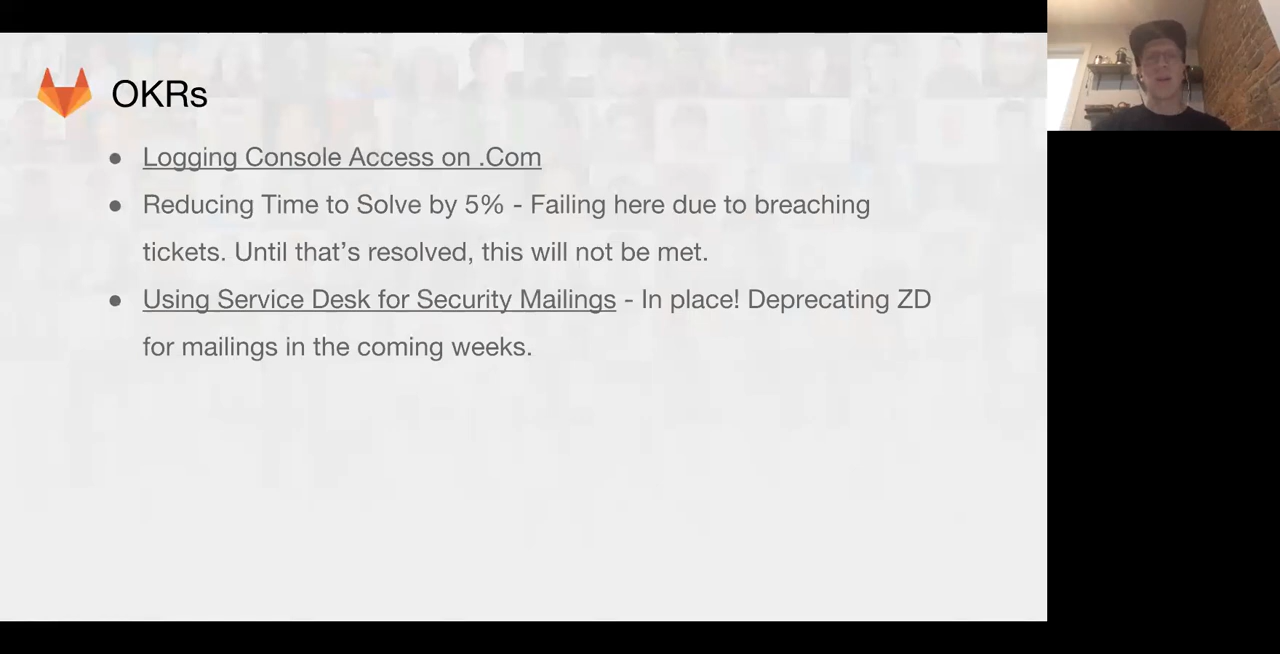 OKRs
● Logging Console Access on .Com
● Reducing Time to Solve by 5% - Failing here due to breaching
tickets. Until that’s resolved, this will not be met.
● Using Service Desk for Security Mailings - In place! Deprecating ZD
for mailings in the coming weeks.